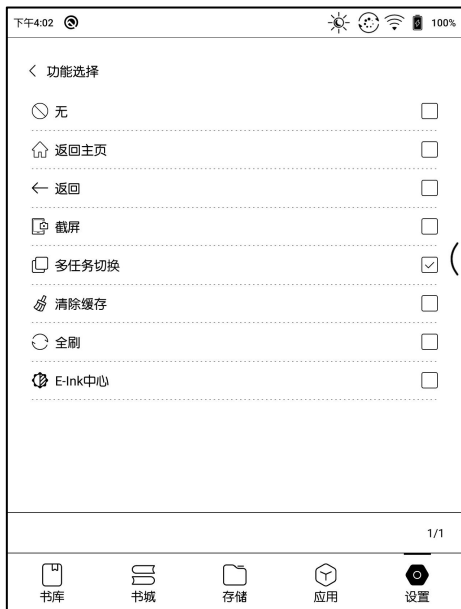 下午4:02 100%
功能选择
无
返回主页
返回
截屏
多任务切换
清除缓存
全刷
E-Ink中心
1/1
书库 书城 存储 应用 设置